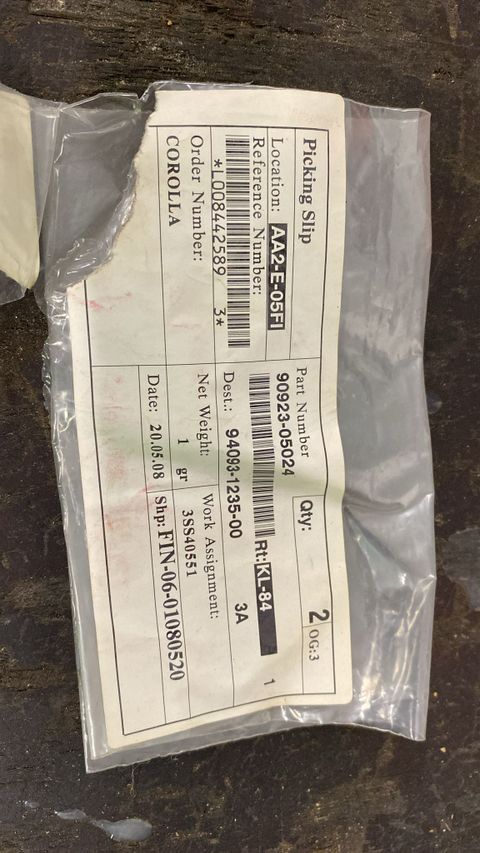 Picking Slip
Location: AA2-E-05FI
Reference Number:
*L008442589 3*
Order Number:
COROLLA
Part Number
90923-05024
Qty: 2 OG:3
Rt: KL-84 1
Dest.: 94093-1235-00 3A
Net Weight: 1 gr
Work Assignment:
3SS40551
Date: 20.05.08
Shp: FIN-06-01080520